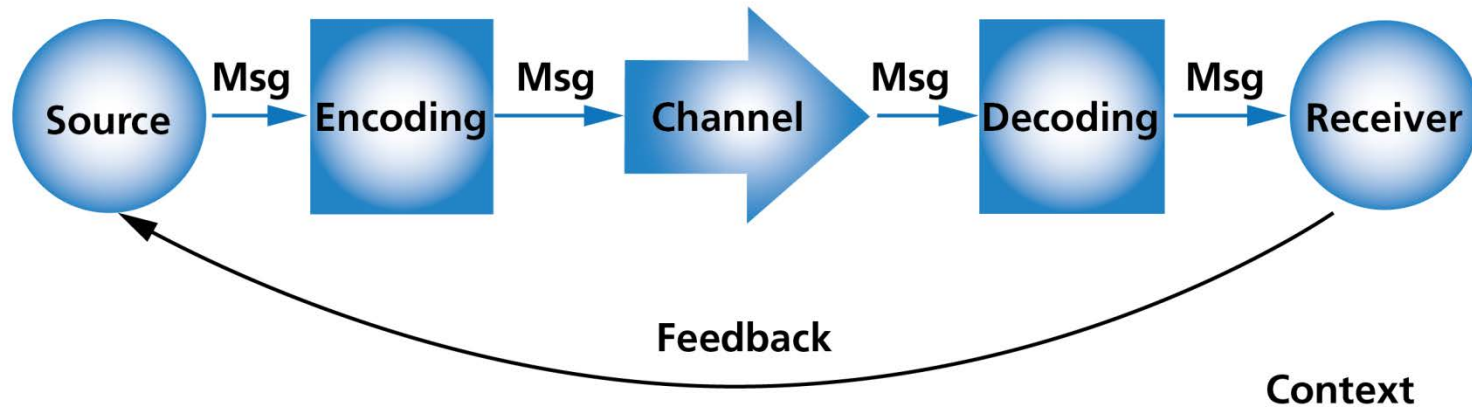 Msg Msg Msg Msg
Source Encoding Channel Decoding Receiver
Feedback
Context